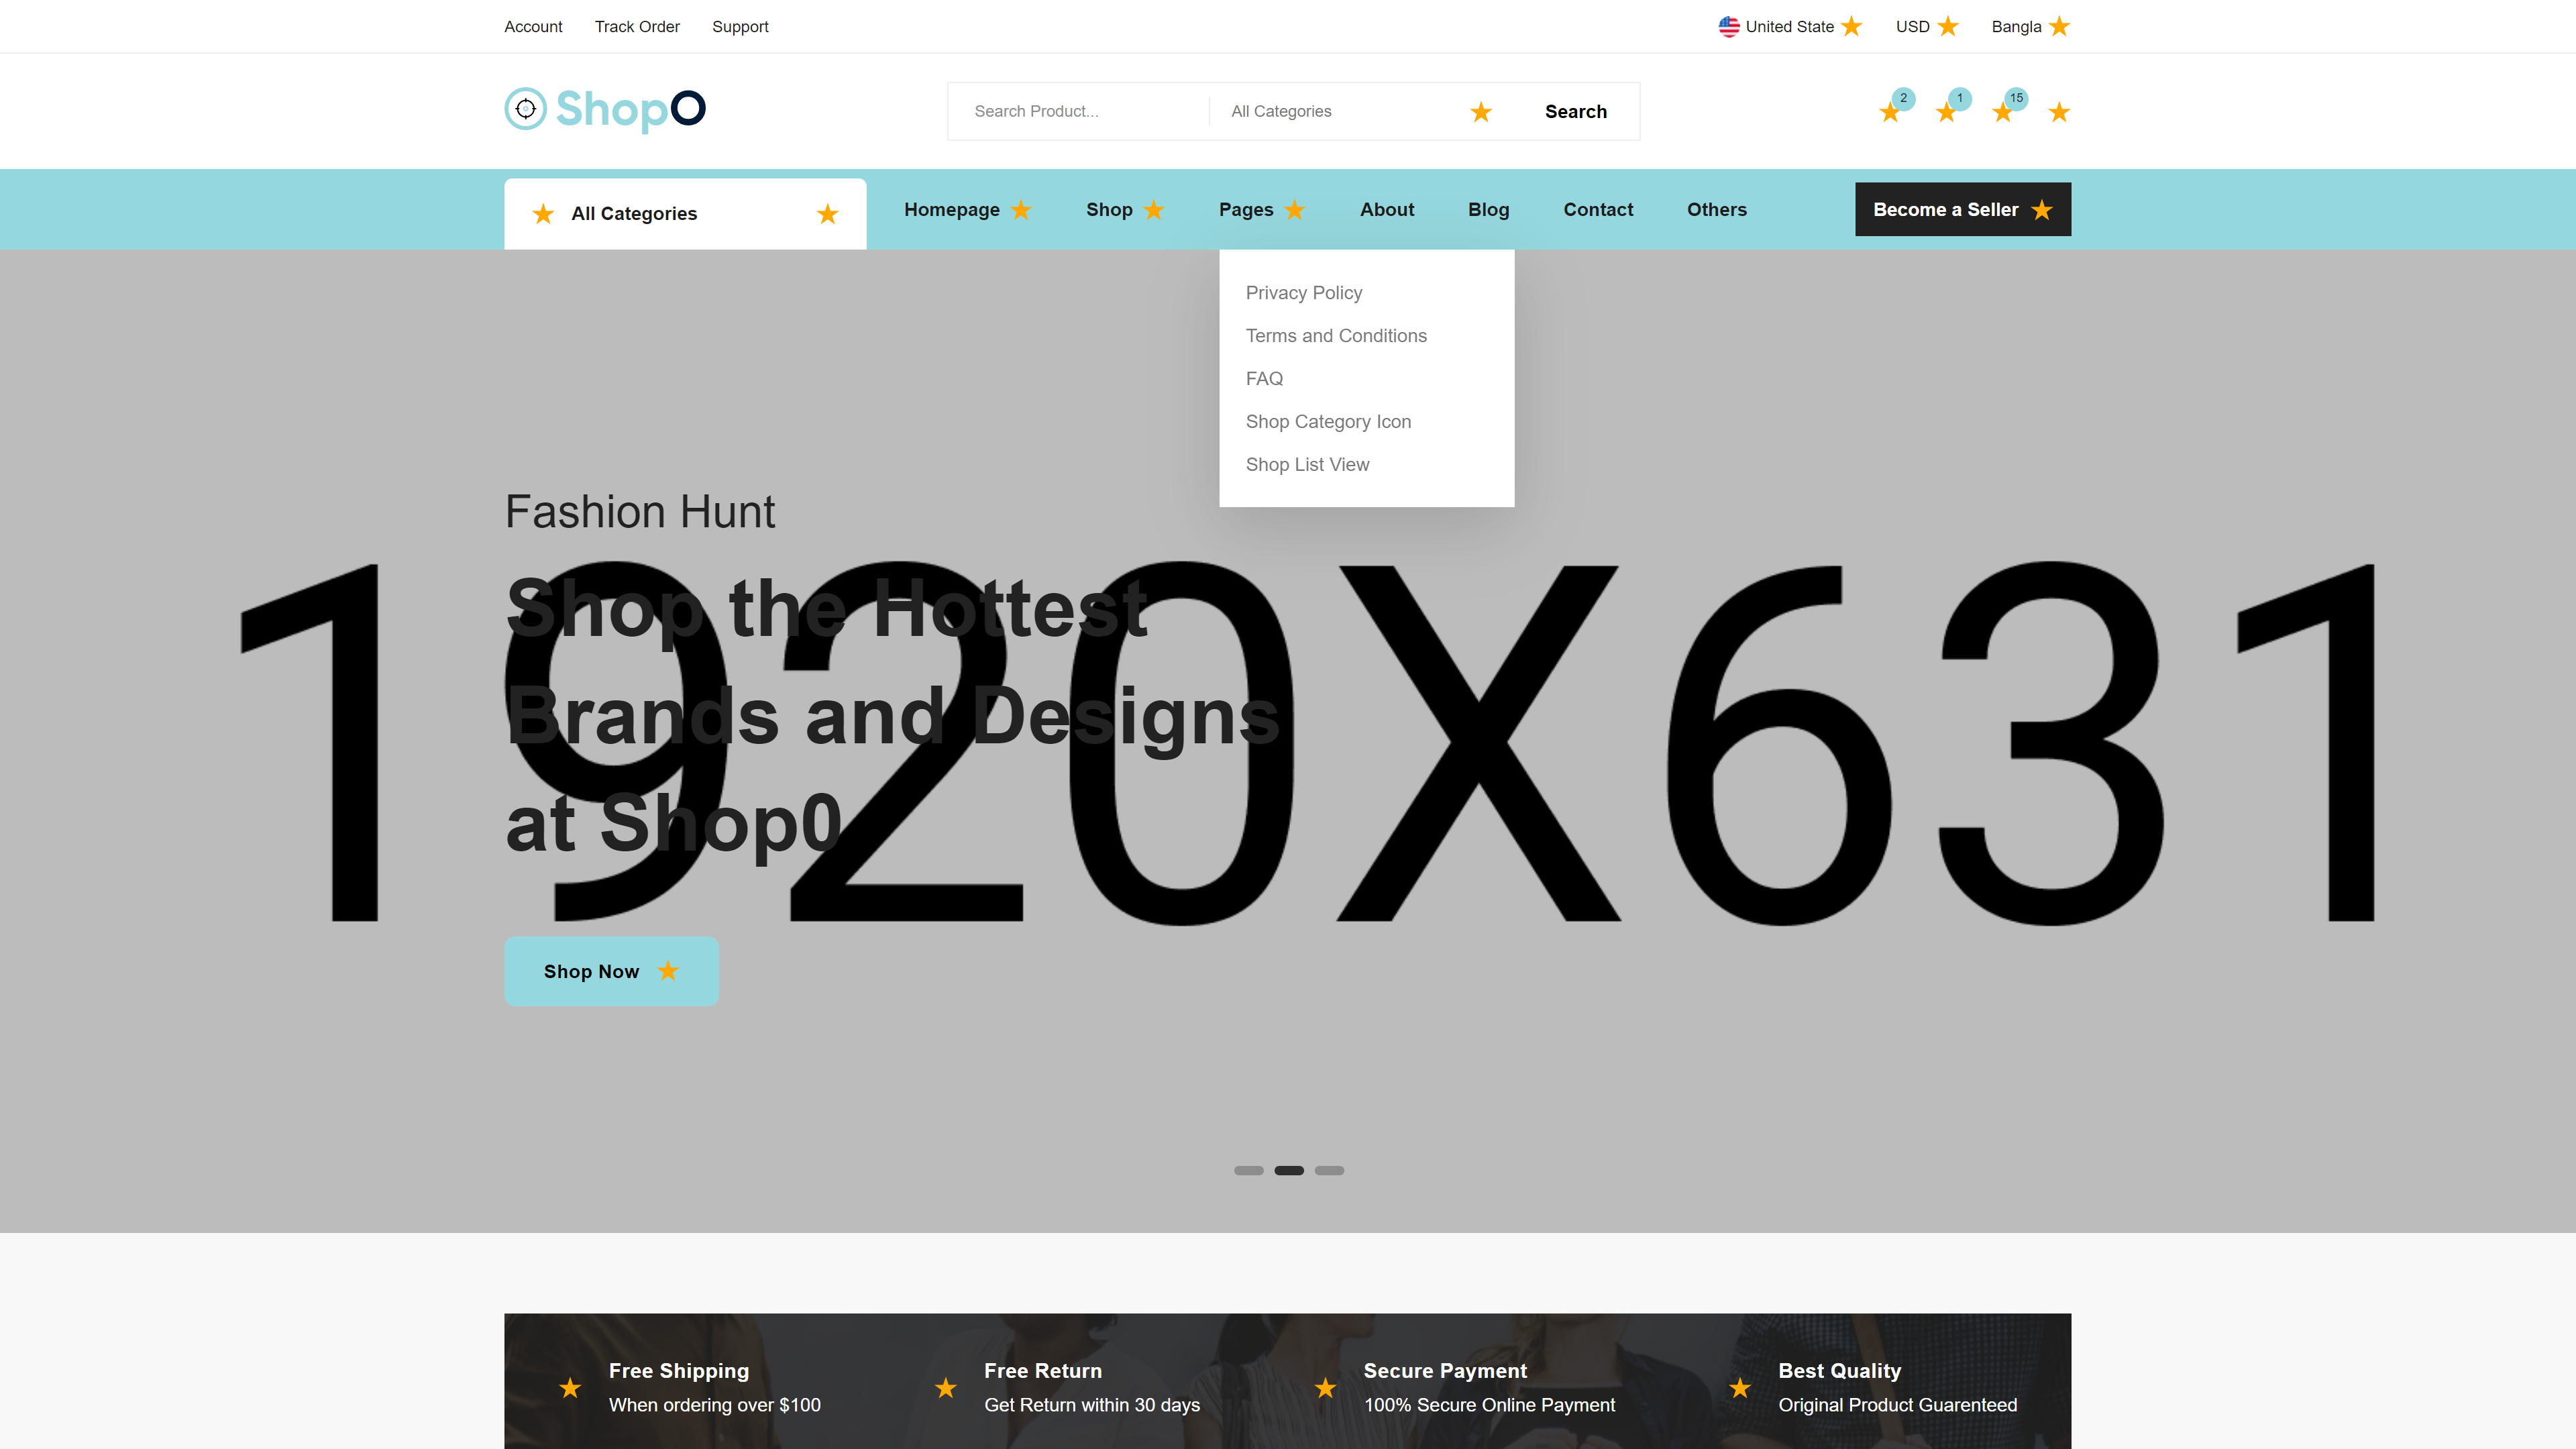 Account Track Order Support United State USD Bangla
ShopO Search Product... All Categories Search 2 1 15
All Categories Homepage Shop Pages About Blog Contact Others Become a Seller
Privacy Policy
Terms and Conditions
FAQ
Shop Category Icon
Shop List View
Fashion Hunt
1920X631
Shop the Hottest
Brands and Designs
at Shop0
Shop Now
Free Shipping Free Return Secure Payment Best Quality
When ordering over $100 Get Return within 30 days 100% Secure Online Payment Original Product Guarenteed